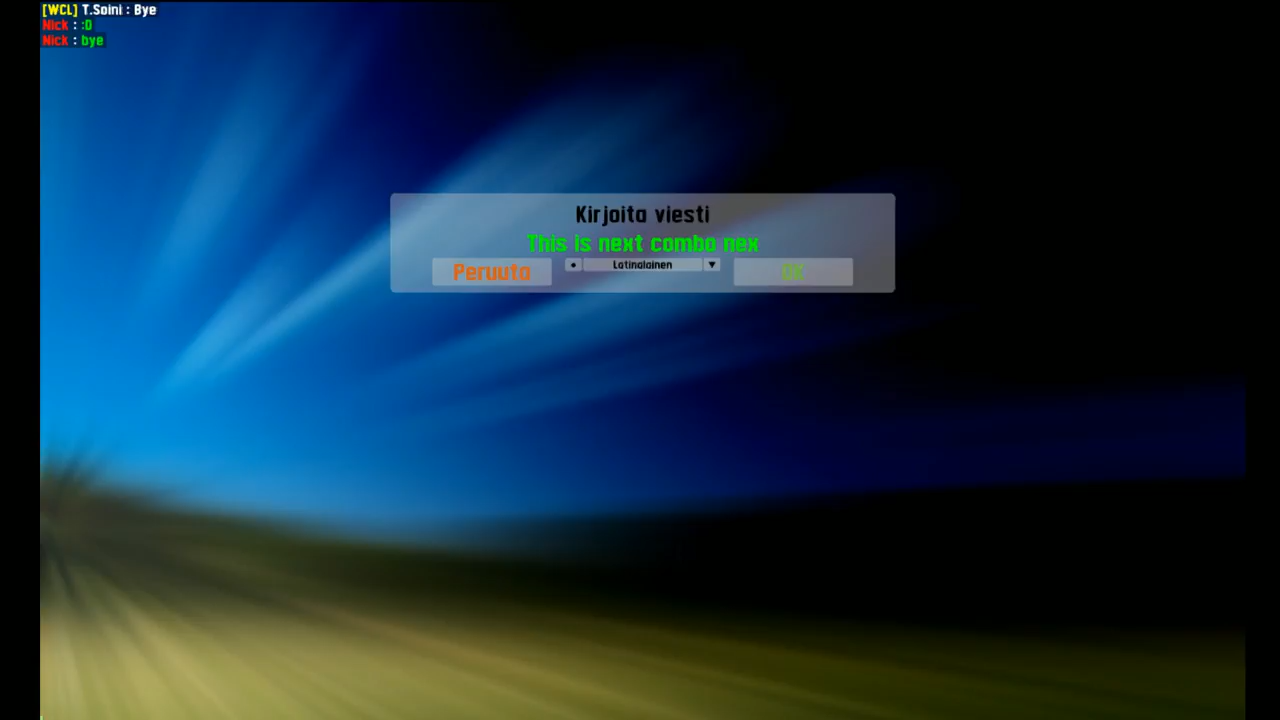 [WCL] T.Soini : Bye
Nick : :D
Nick : bye
Kirjoita viesti
This is next combo nex
Peruuta
Latinalainen
OK